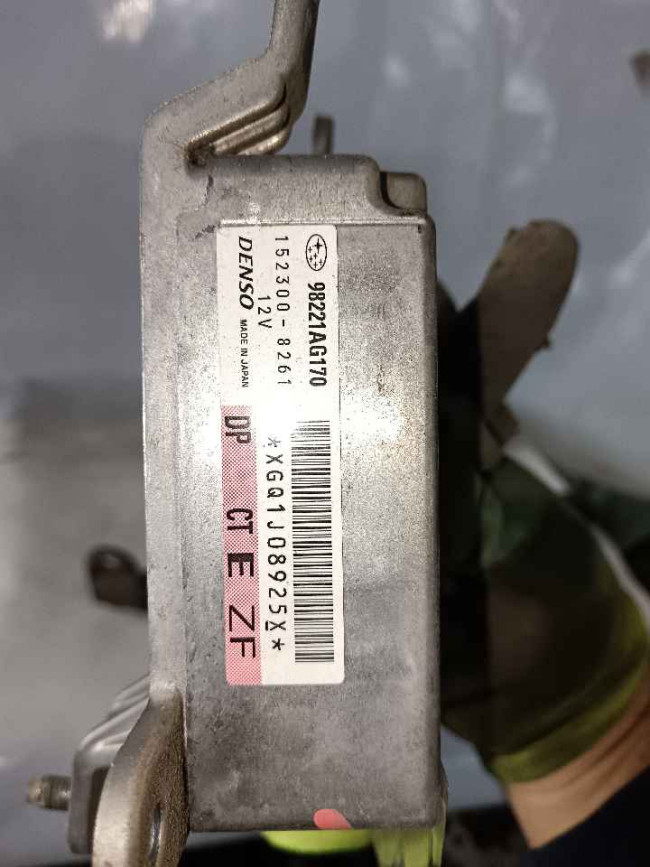 98221AG170
152300-8261
12V
DENSO MADE IN JAPAN
*XGQ1J08925X*
DP CT E ZF